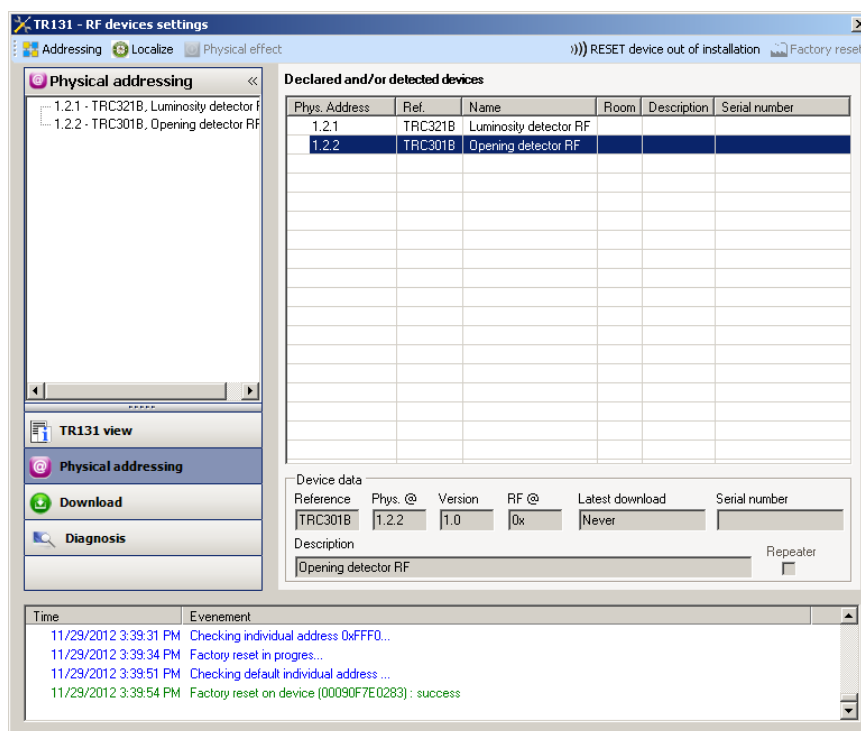 TR131 - RF devices settings
Addressing Localize Physical effect ))) RESET device out of installation Factory reset
Physical addressing «
1.2.1 - TRC321B, Luminosity detector F
1.2.2 - TRC301B, Opening detector RF
TR131 view
Physical addressing
Download
Diagnosis
Declared and/or detected devices
Phys. Address Ref. Name Room Description Serial number
1.2.1 TRC321B Luminosity detector RF
1.2.2 TRC301B Opening detector RF
Device data
Reference Phys. @ Version RF @ Latest download Serial number
TRC301B 1.2.2 1.0 0x Never
Description
Repeater
Opening detector RF
Time Evenement
11/29/2012 3:39:31 PM Checking individual address 0xFFF0...
11/29/2012 3:39:34 PM Factory reset in progres...
11/29/2012 3:39:51 PM Checking default individual address ...
11/29/2012 3:39:54 PM Factory reset on device (00090F7E0283) : success